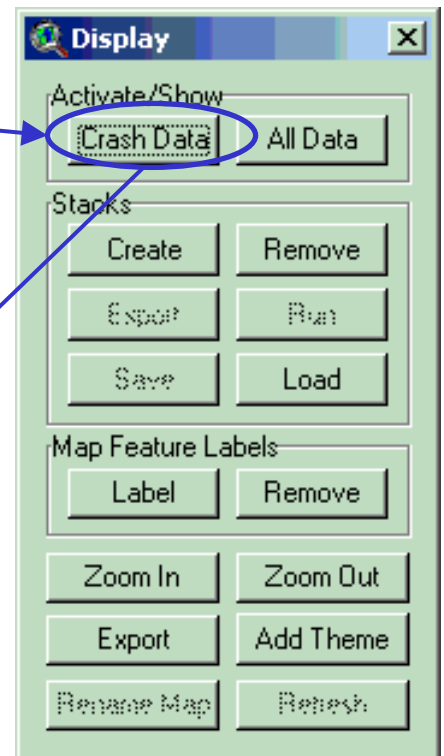 Display
Activate/Show
Crash Data All Data
Stacks
Create Remove
Export Run
Save Load
Map Feature Labels
Label Remove
Zoom In Zoom Out
Export Add Theme
Rename Map Refresh